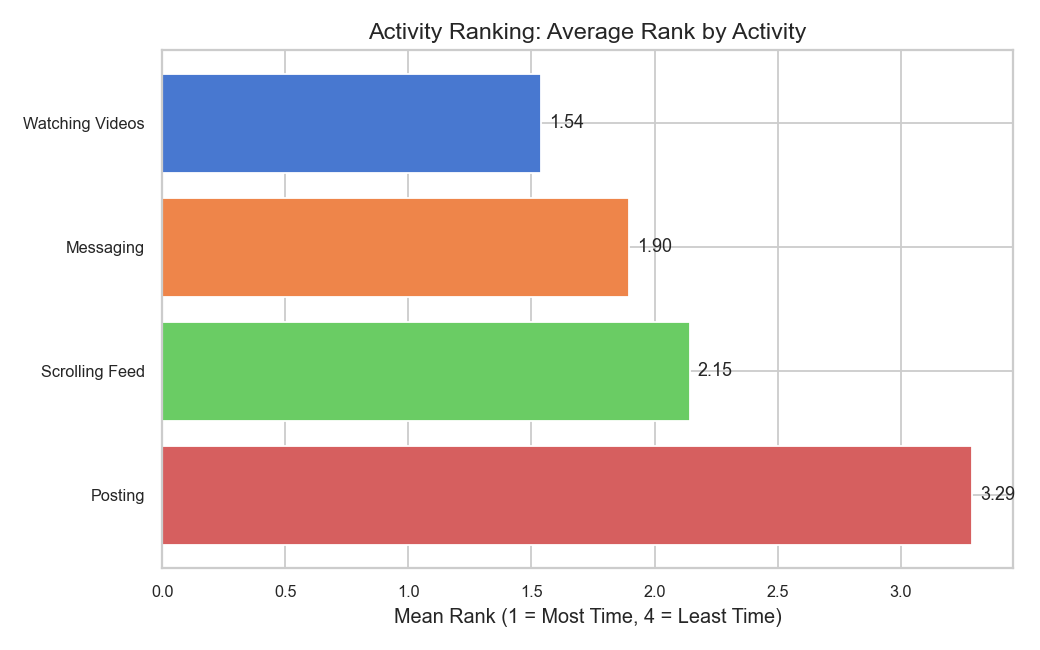 Activity Ranking: Average Rank by Activity
Watching Videos
1.54
Messaging
1.90
Scrolling Feed
2.15
Posting
3.29
0.0 0.5 1.0 1.5 2.0 2.5 3.0
Mean Rank (1 = Most Time, 4 = Least Time)